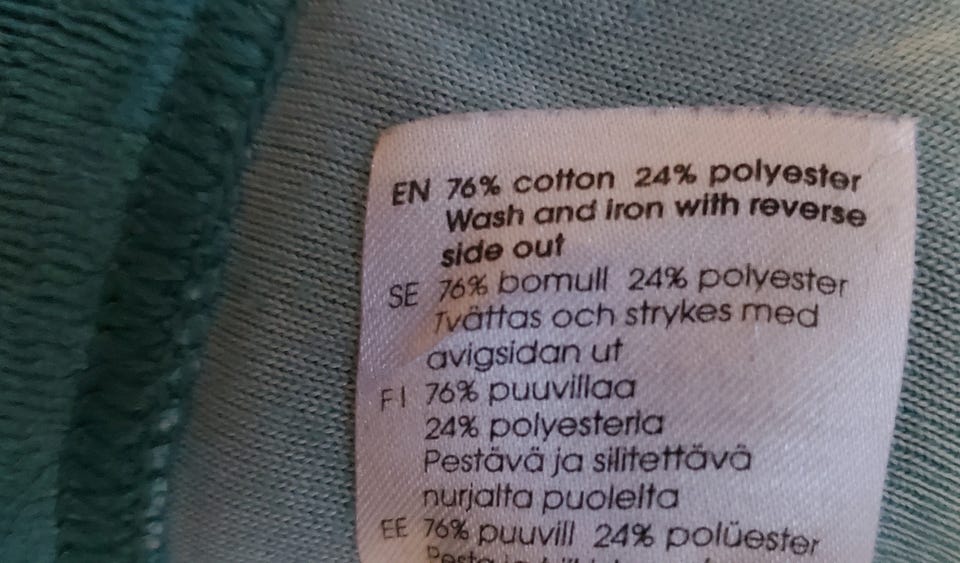 EN 76% cotton 24% polyester
Wash and iron with reverse
side out
SE 76% bomull 24% polyester
Tvättas och strykes med
avigsidan ut
FI 76% puuvillaa
24% polyesteria
Pestävä ja silitettävä
nurjalta puolelta
EE 76% puuvill 24% polüester